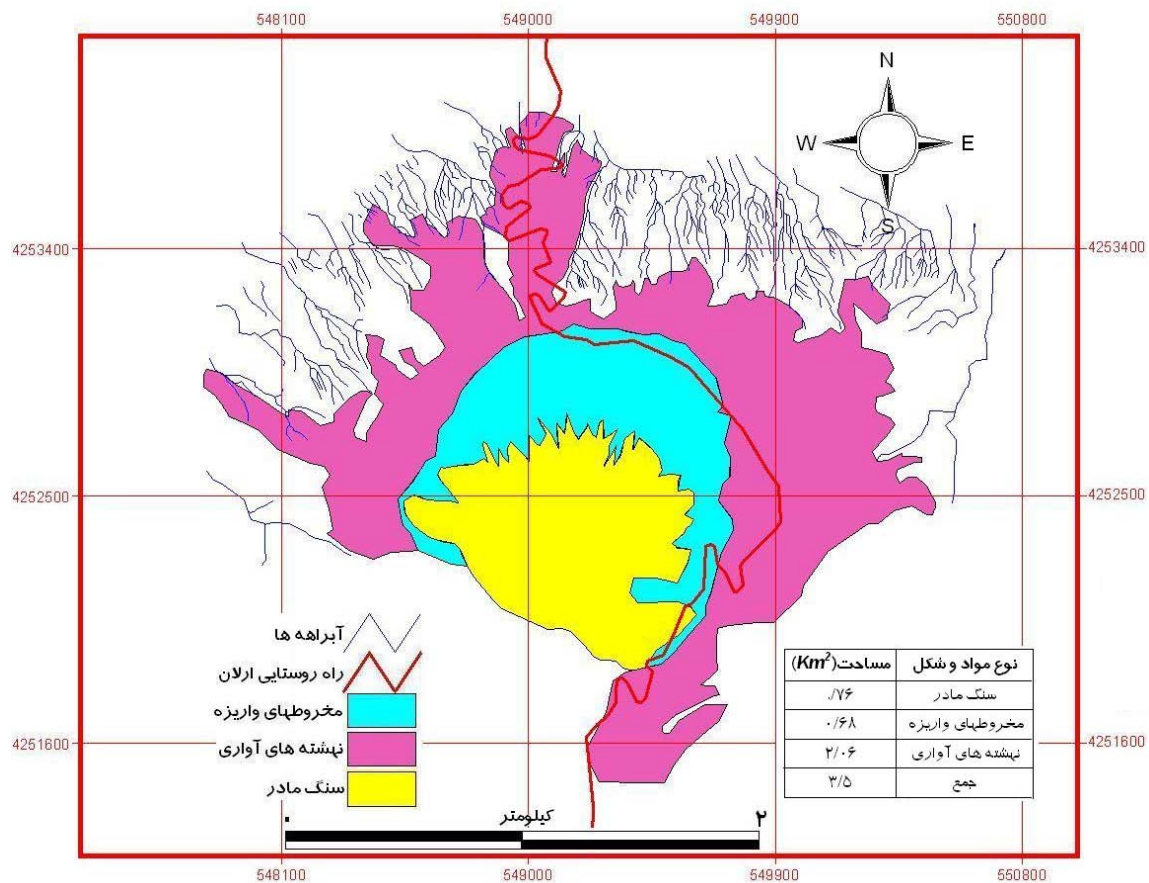 548100 549000 549900 550800
N
W E
S
4253400 4253400
4252500 4252500
4251600 4251600
آبراهه ها
راه روستایی ارلان
مخروطهای واریزه
نهشته های آواری
سنگ مادر
نوع مواد و شکل مساحت(Km²)
سنگ مادر ./۷۶
مخروطهای واریزه ۰/۶۸
نهشته های آواری ۲/۰۶
جمع ۳/۵
۰ کیلومتر ۲
548100 549000 549900 550800